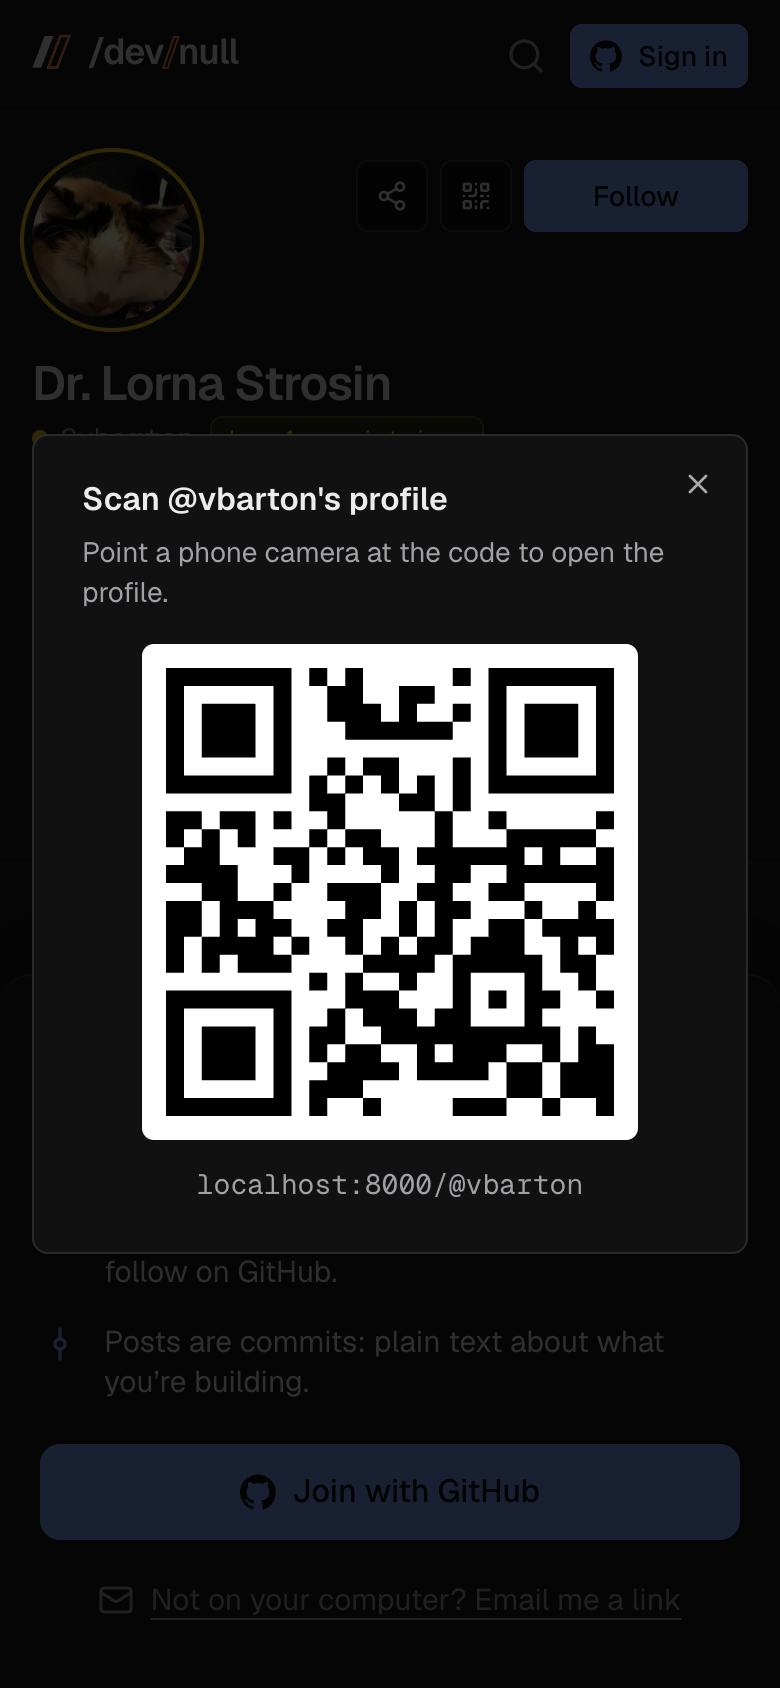 /dev//null
Sign in
Follow
Dr. Lorna Strosin
Scan @vbarton's profile
Point a phone camera at the code to open the
profile.
localhost:8000/@vbarton
follow on GitHub.
Posts are commits: plain text about what
you’re building.
Join with GitHub
Not on your computer? Email me a link